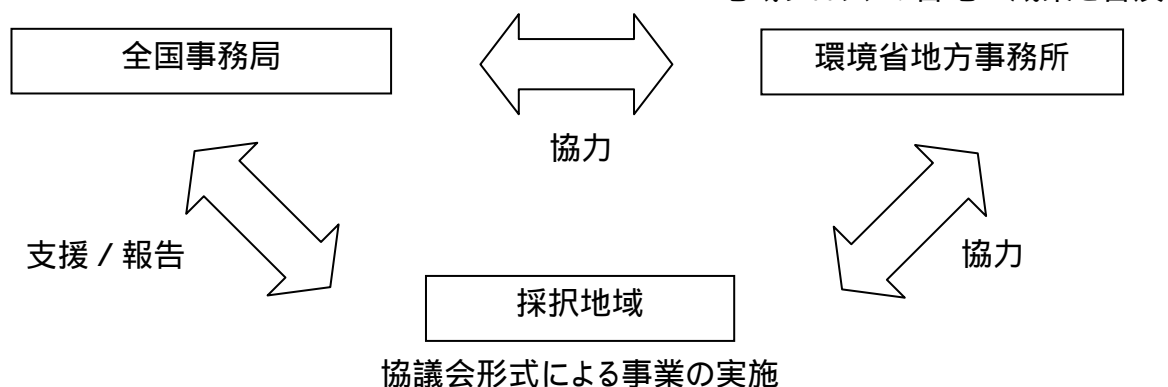 全国事務局
環境省地方事務所
協力
支援 / 報告
協力
採択地域
協議会形式による事業の実施